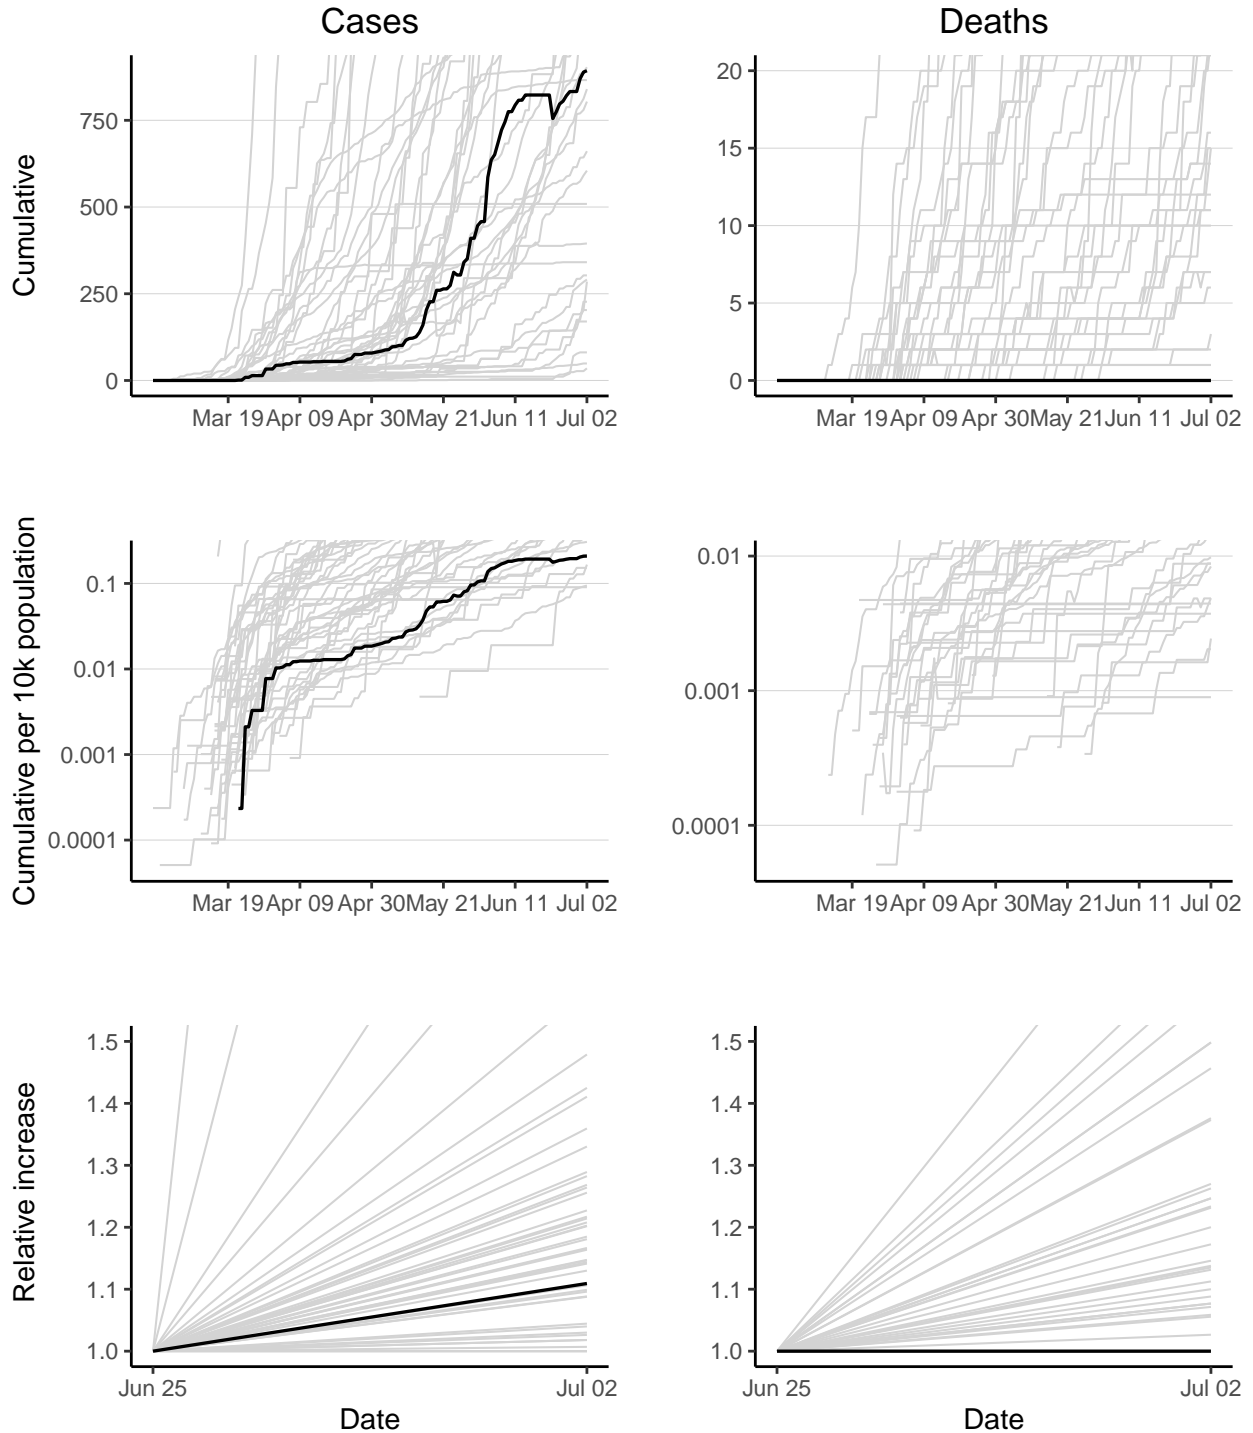 Cases
Deaths
Cumulative
750
500
250
0
Mar 19 Apr 09 Apr 30 May 21 Jun 11 Jul 02
20
15
10
5
0
Mar 19 Apr 09 Apr 30 May 21 Jun 11 Jul 02
Cumulative per 10k population
0.1
0.01
0.001
0.0001
Mar 19 Apr 09 Apr 30 May 21 Jun 11 Jul 02
0.01
0.001
0.0001
Mar 19 Apr 09 Apr 30 May 21 Jun 11 Jul 02
Relative increase
1.5
1.4
1.3
1.2
1.1
1.0
Jun 25 Jul 02
Date
1.5
1.4
1.3
1.2
1.1
1.0
Jun 25 Jul 02
Date